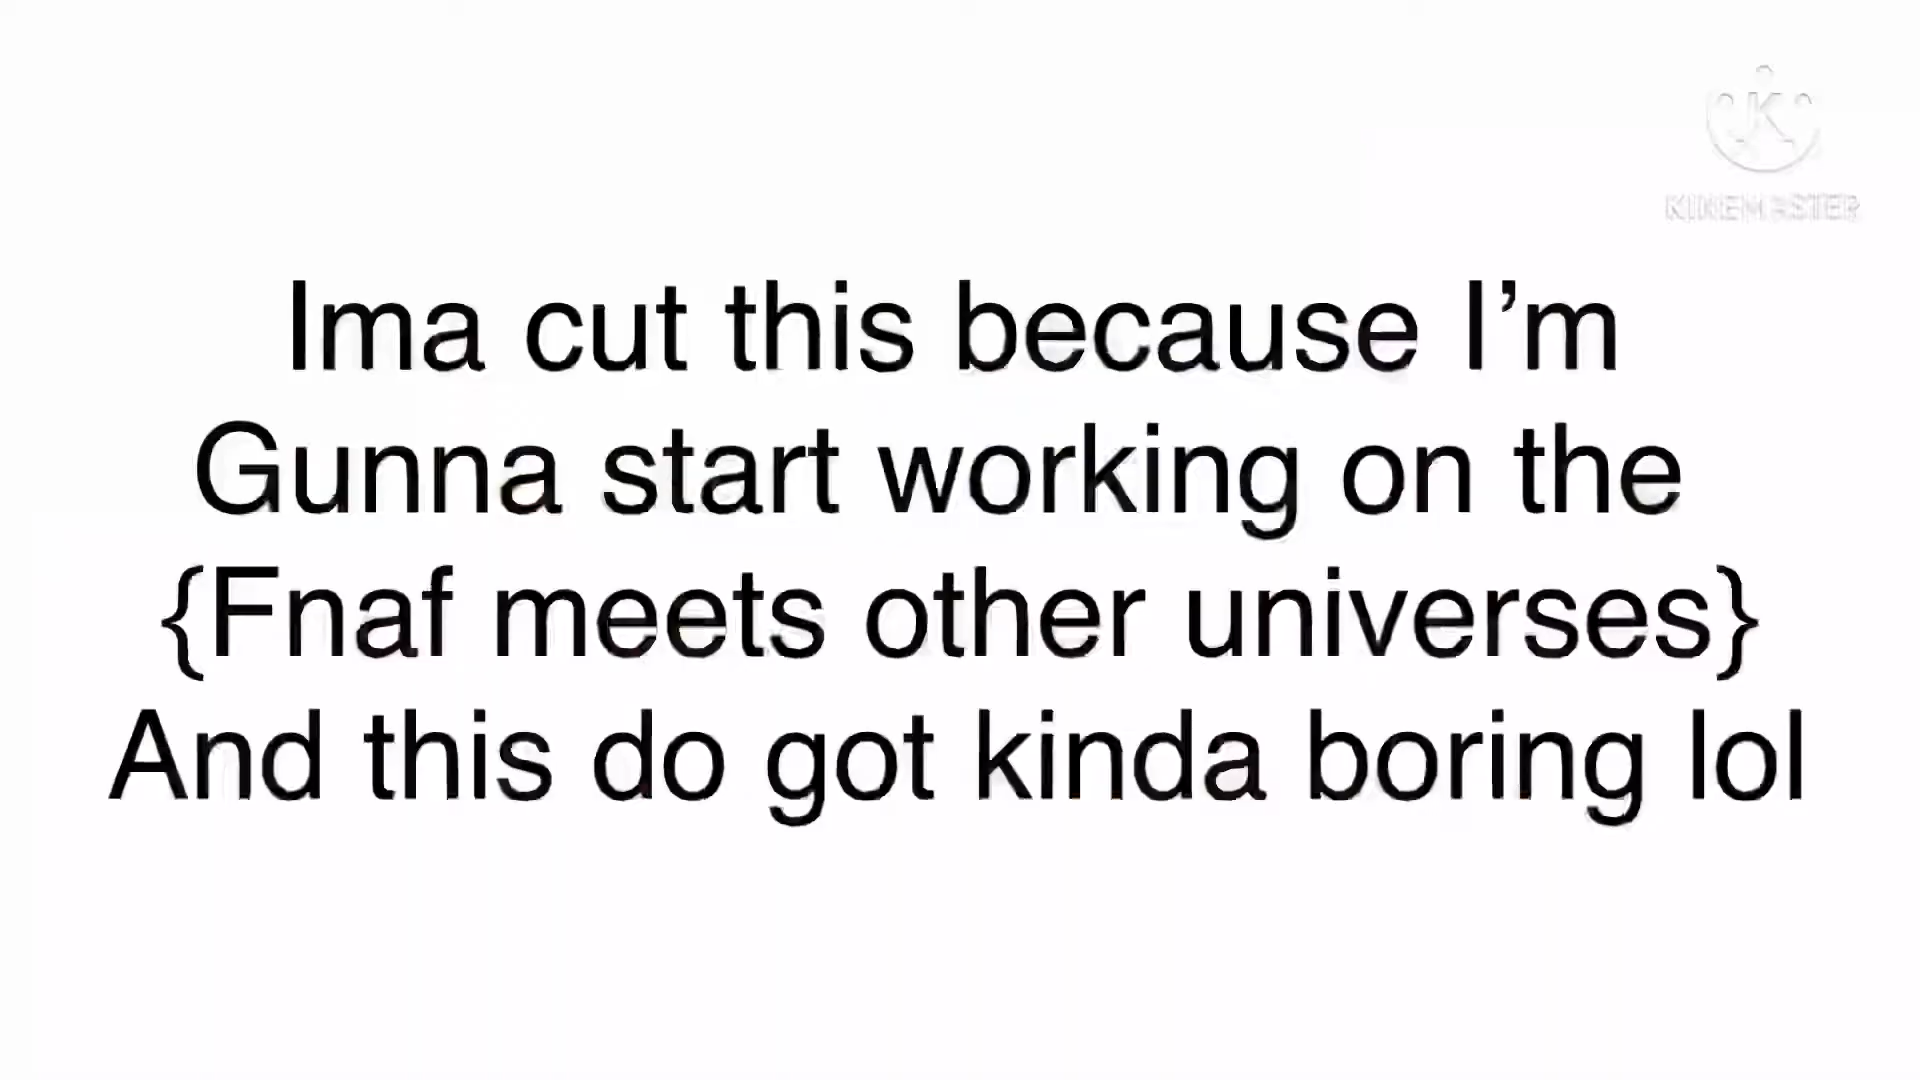 KINEMASTER
Ima cut this because I’m
Gunna start working on the
{Fnaf meets other universes}
And this do got kinda boring lol